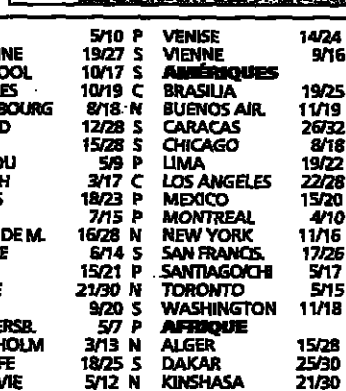 5/10 P VENISE 14/24
NE 19/27 S VIENNE 9/16
OOL 10/17 S AMÉRIQUES
ES 10/19 C BRASILIA 19/25
BOURG 8/18 N BUENOS AIR. 11/19
D 12/28 S CARACAS 26/32
15/28 S CHICAGO 8/18
OU 5/9 P LIMA 19/22
H 3/17 C LOS ANGELES 22/28
S 18/23 P MEXICO 15/20
7/15 P MONTREAL 4/10
DE M. 16/28 N NEW YORK 11/16
E 6/14 S SAN FRANCIS. 17/26
15/21 P SANTIAGO/CHI 5/17
E 21/30 N TORONTO 5/15
9/20 S WASHINGTON 11/18
ERSB. 5/7 P AFRIQUE
HOLM 3/13 N ALGER 15/28
FE 18/25 S DAKAR 25/30
VIE 5/12 N KINSHASA 21/30